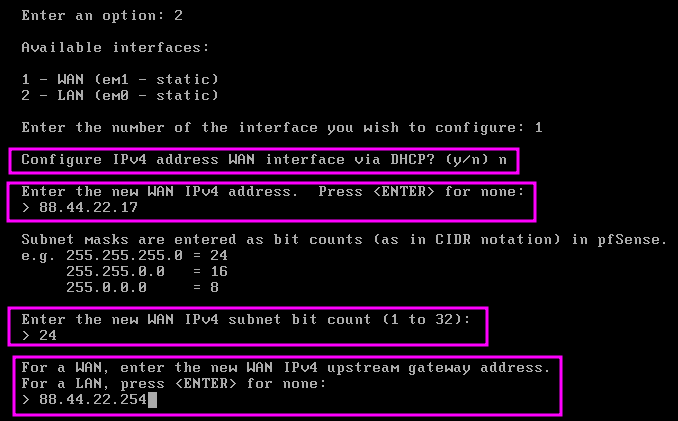 Enter an option: 2
Available interfaces:
1 - WAN (em1 - static)
2 - LAN (em0 - static)
Enter the number of the interface you wish to configure: 1
Configure IPv4 address WAN interface via DHCP? (y/n) n
Enter the new WAN IPv4 address.  Press <ENTER> for none:
> 88.44.22.17
Subnet masks are entered as bit counts (as in CIDR notation) in pfSense.
e.g. 255.255.255.0 = 24
     255.255.0.0   = 16
     255.0.0.0     = 8
Enter the new WAN IPv4 subnet bit count (1 to 32):
> 24
For a WAN, enter the new WAN IPv4 upstream gateway address.
For a LAN, press <ENTER> for none:
> 88.44.22.254